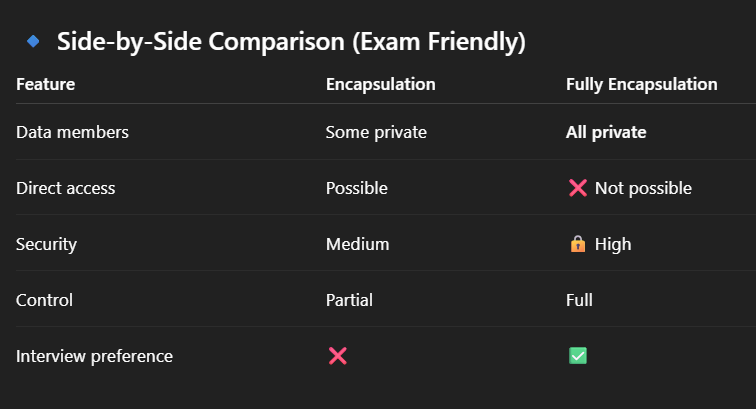 🔹 Side-by-Side Comparison (Exam Friendly)
Feature Encapsulation Fully Encapsulation
Data members Some private All private
Direct access Possible ❌ Not possible
Security Medium 🔒 High
Control Partial Full
Interview preference ❌ ✅